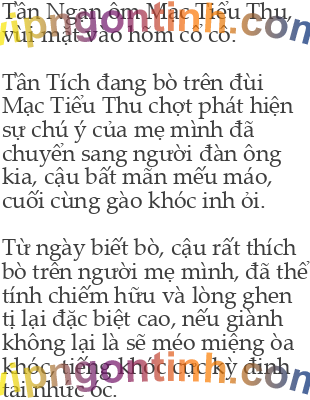 Tần Ngạn ôm Mạc Tiểu Thu,
vùi mặt vào hõm cổ cô.
Tần Tích đang bò trên đùi
Mạc Tiểu Thu chợt phát hiện
sự chú ý của mẹ mình đã
chuyển sang người đàn ông
kia, cậu bất mãn mếu máo,
cuối cùng gào khóc inh ỏi.
Từ ngày biết bò, cậu rất thích
bò trên người mẹ mình, đã thể
tính chiếm hữu và lòng ghen
tị lại đặc biệt cao, nếu giành
không lại là sẽ méo miệng òa
khóc, tiếng khóc cực kỳ đinh
tai nhức óc.